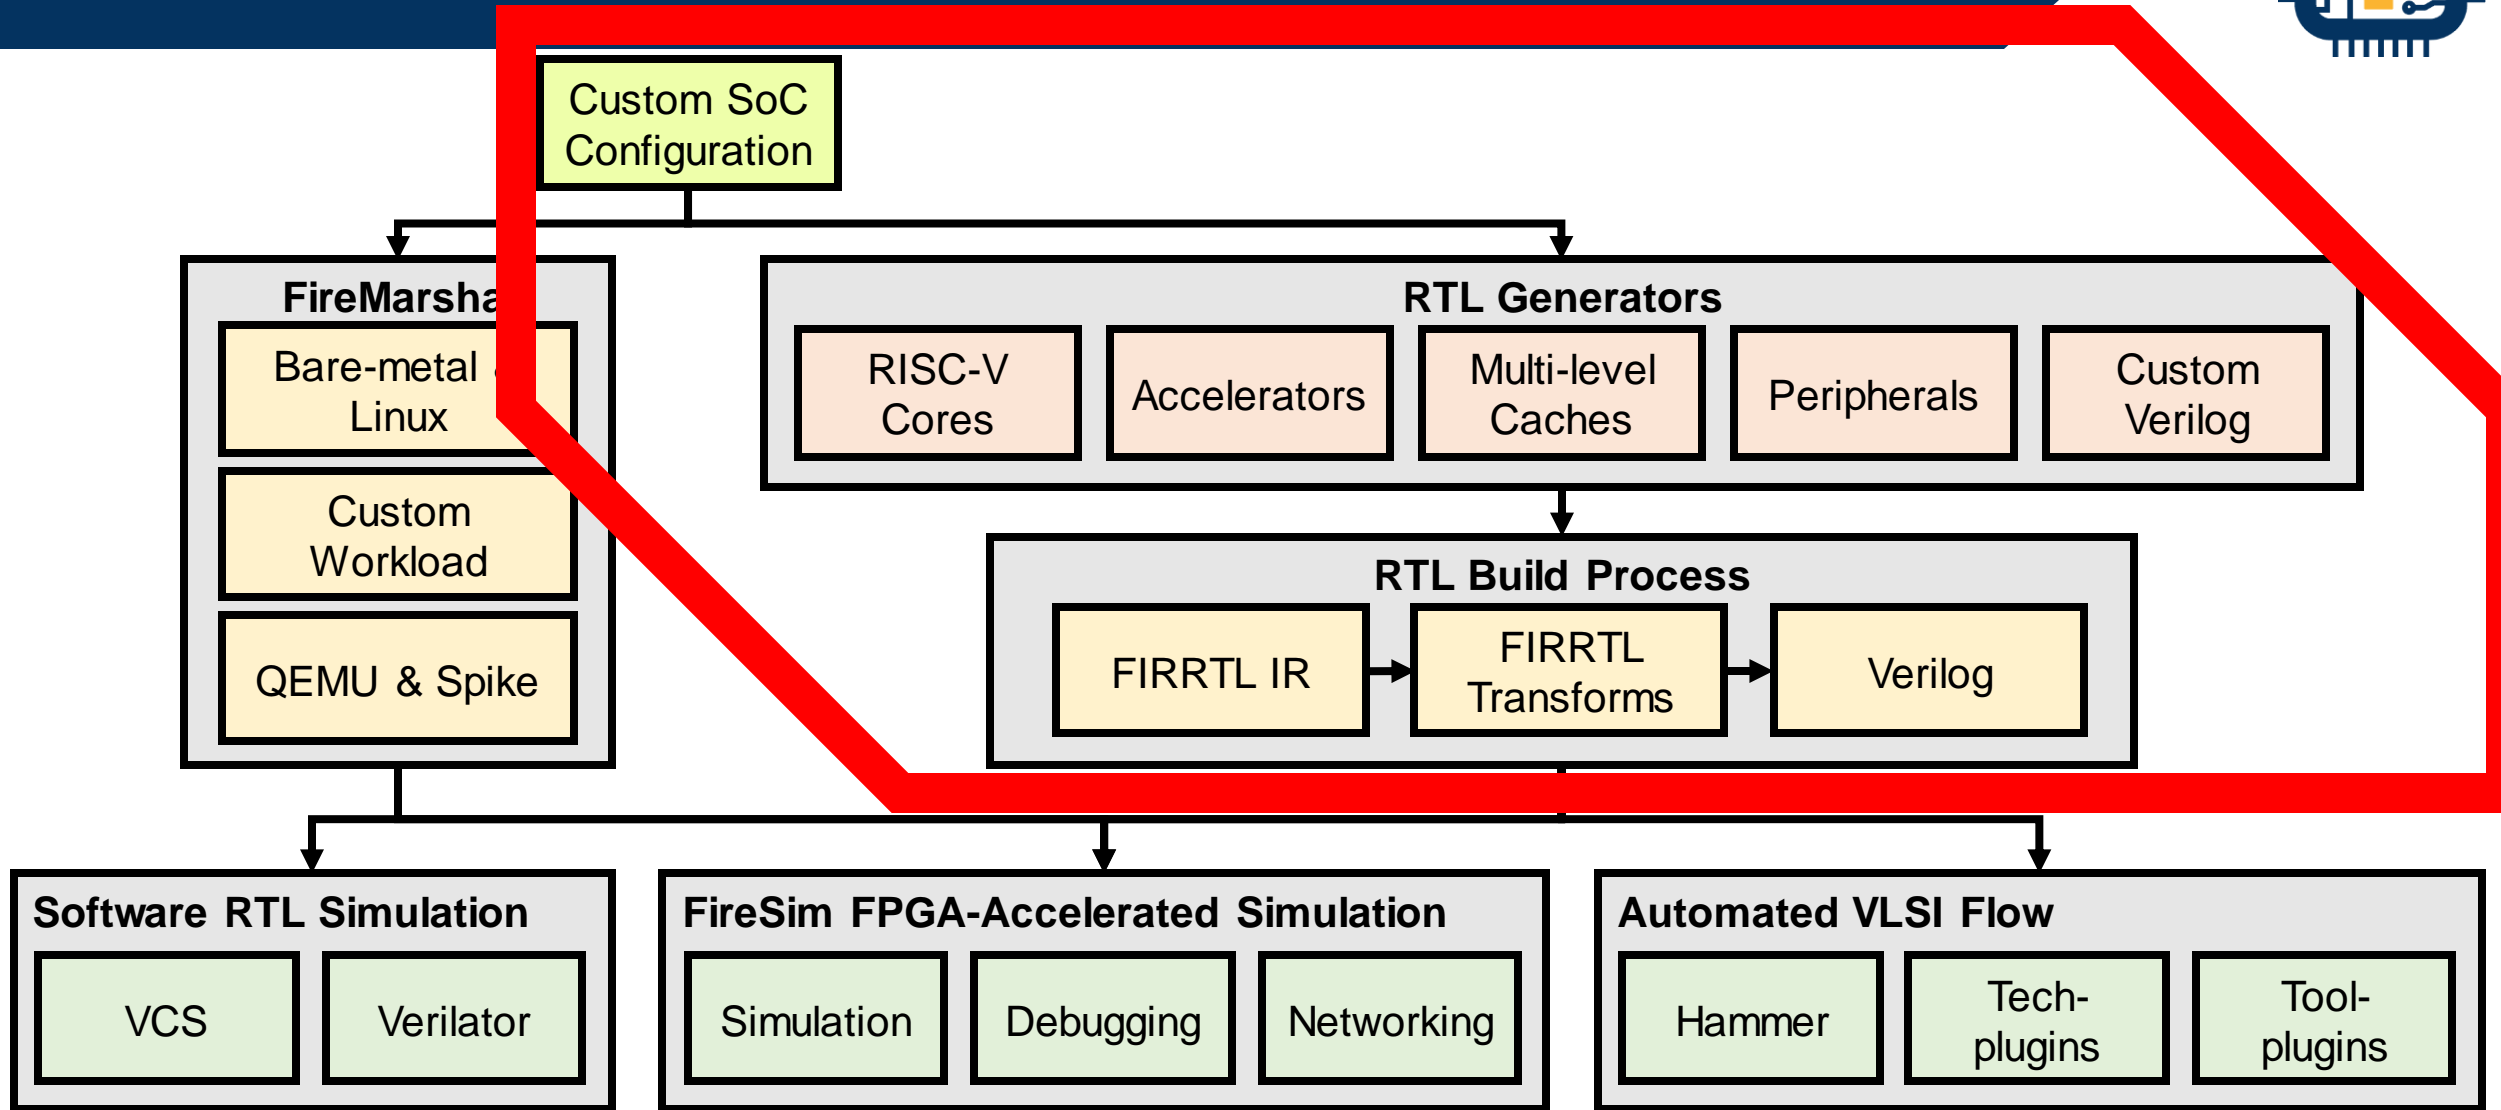 Custom SoC
Configuration
FireMarsha
Bare-metal
Linux
Custom
Workload
QEMU & Spike
RTL Generators
RISC-V
Cores
Accelerators
Multi-level
Caches
Peripherals
Custom
Verilog
RTL Build Process
FIRRTL IR
FIRRTL
Transforms
Verilog
Software RTL Simulation
VCS
Verilator
FireSim FPGA-Accelerated Simulation
Simulation
Debugging
Networking
Automated VLSI Flow
Hammer
Tech-
plugins
Tool-
plugins